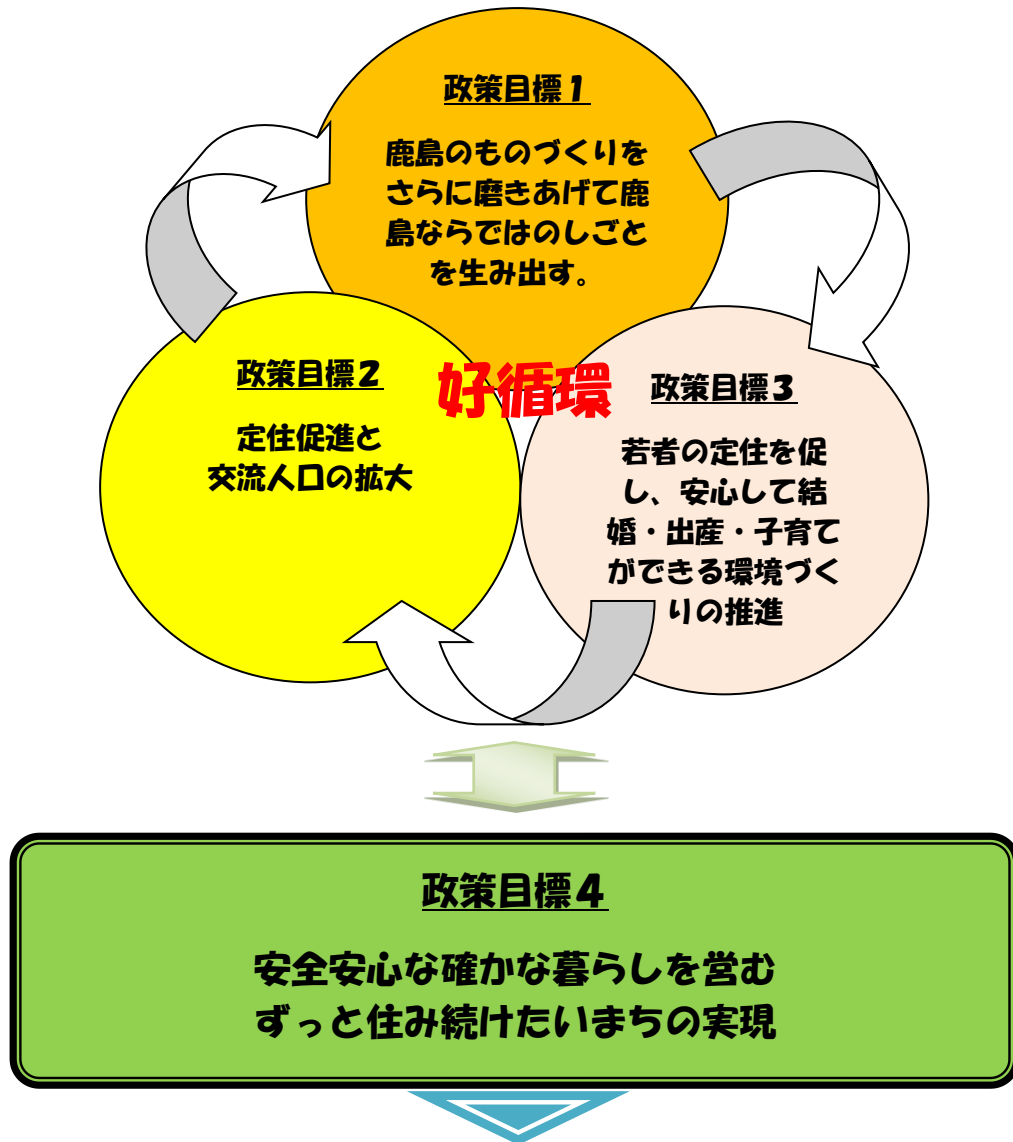 政策目標１
鹿島のものづくりを
さらに磨きあげて鹿
島ならではのしごと
を生み出す。
好循環
政策目標２
定住促進と
交流人口の拡大
政策目標３
若者の定住を促
し、安心して結
婚・出産・子育て
ができる環境づく
りの推進
政策目標４
安全安心な確かな暮らしを営む
ずっと住み続けたいまちの実現